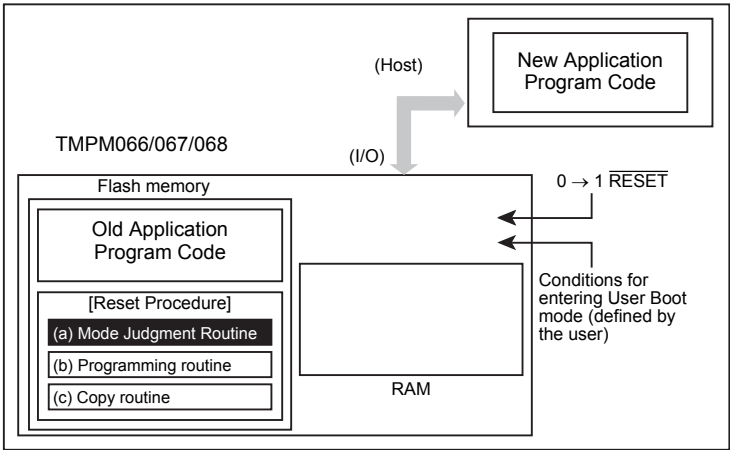 New Application
Program Code
(Host)
TMPM066/067/068
(I/O)
0 → 1 R̅E̅S̅E̅T̅
Flash memory
Old Application
Program Code
[Reset Procedure]
(a) Mode Judgment Routine
(b) Programming routine
(c) Copy routine
RAM
Conditions for
entering User Boot
mode (defined by
the user)